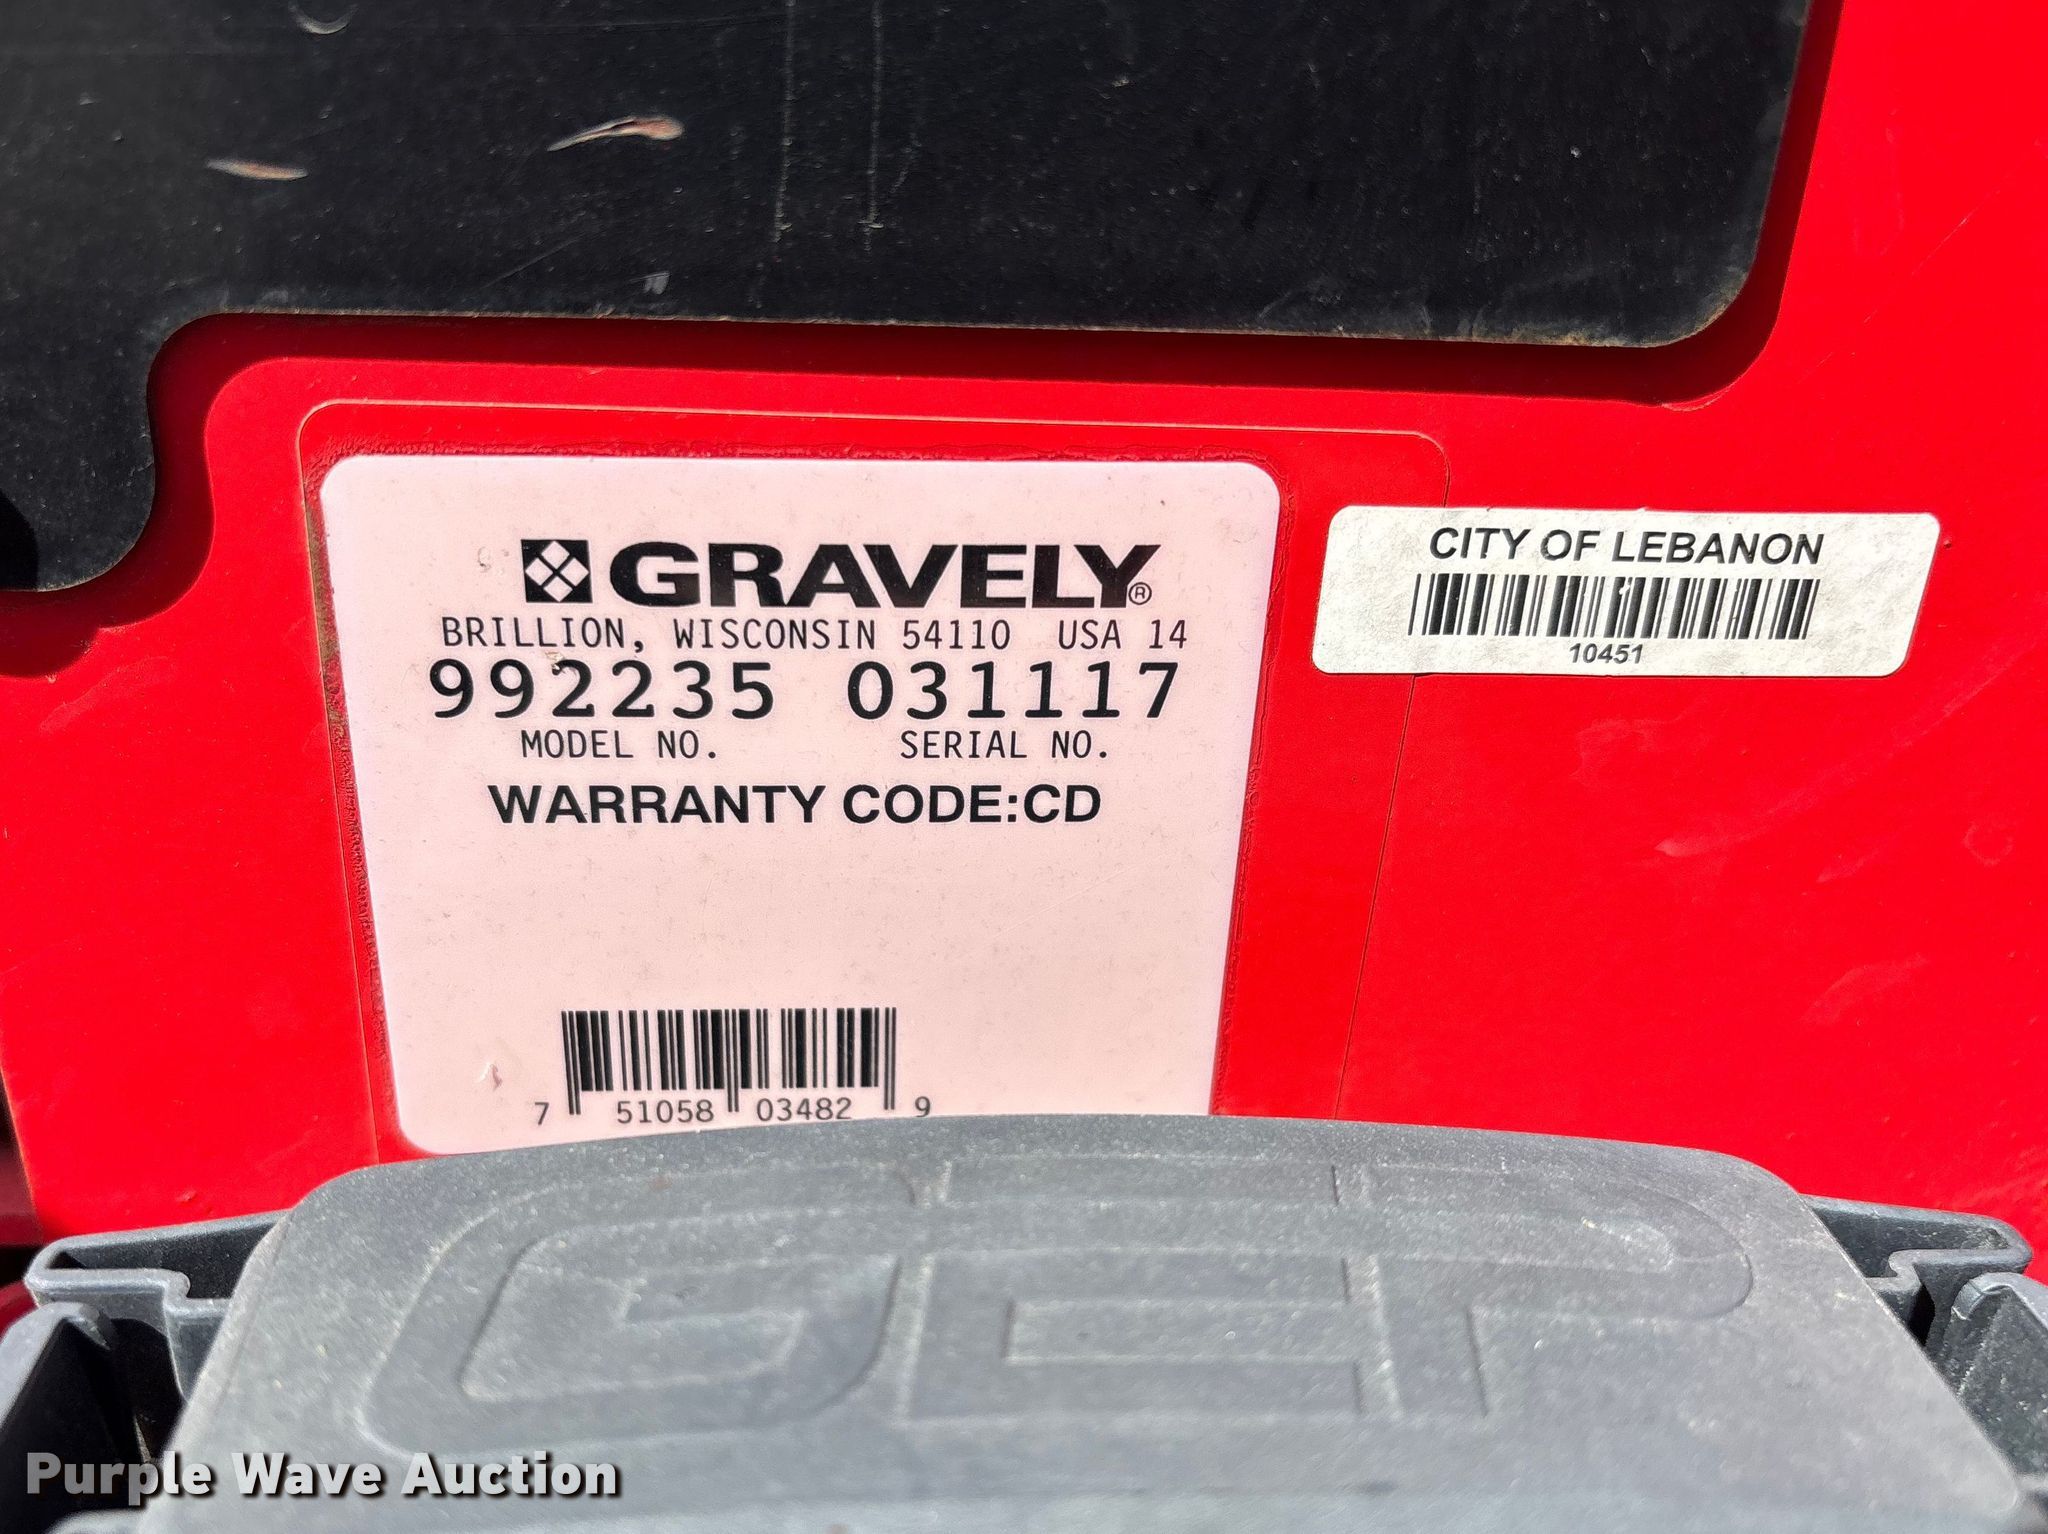 GRAVELY®
BRILLION, WISCONSIN 54110 USA 14
992235 031117
MODEL NO. SERIAL NO.
WARRANTY CODE:CD
7 51058 03482 9
CITY OF LEBANON
10451
Purple Wave Auction